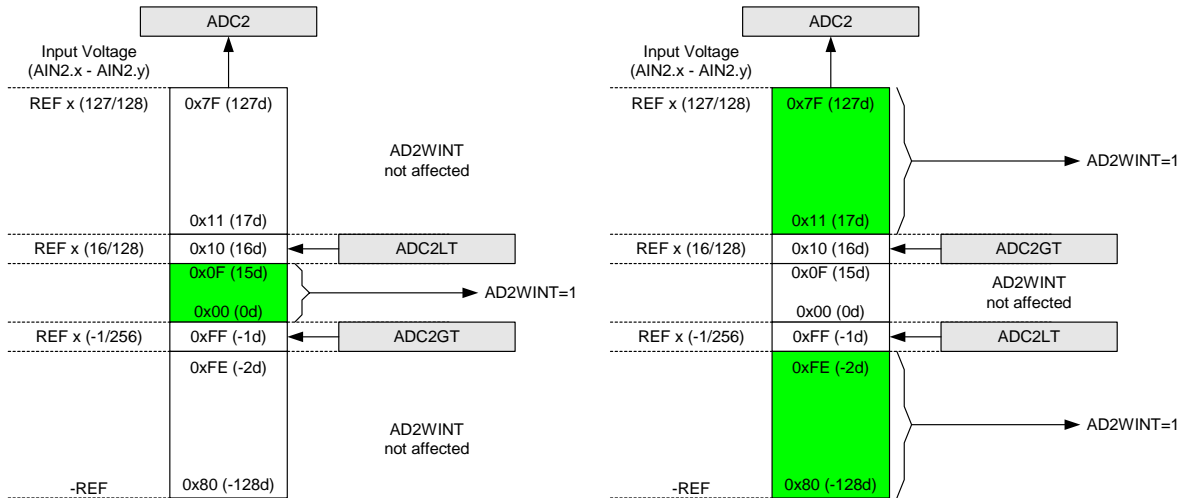 ADC2
Input Voltage
(AIN2.x - AIN2.y)
REF x (127/128)
0x7F (127d)
AD2WINT
not affected
0x11 (17d)
REF x (16/128)
0x10 (16d)
ADC2LT
0x0F (15d)
AD2WINT=1
0x00 (0d)
REF x (-1/256)
0xFF (-1d)
ADC2GT
0xFE (-2d)
AD2WINT
not affected
-REF
0x80 (-128d)
ADC2
Input Voltage
(AIN2.x - AIN2.y)
REF x (127/128)
0x7F (127d)
AD2WINT=1
0x11 (17d)
REF x (16/128)
0x10 (16d)
ADC2GT
0x0F (15d)
AD2WINT
not affected
0x00 (0d)
REF x (-1/256)
0xFF (-1d)
ADC2LT
0xFE (-2d)
AD2WINT=1
-REF
0x80 (-128d)